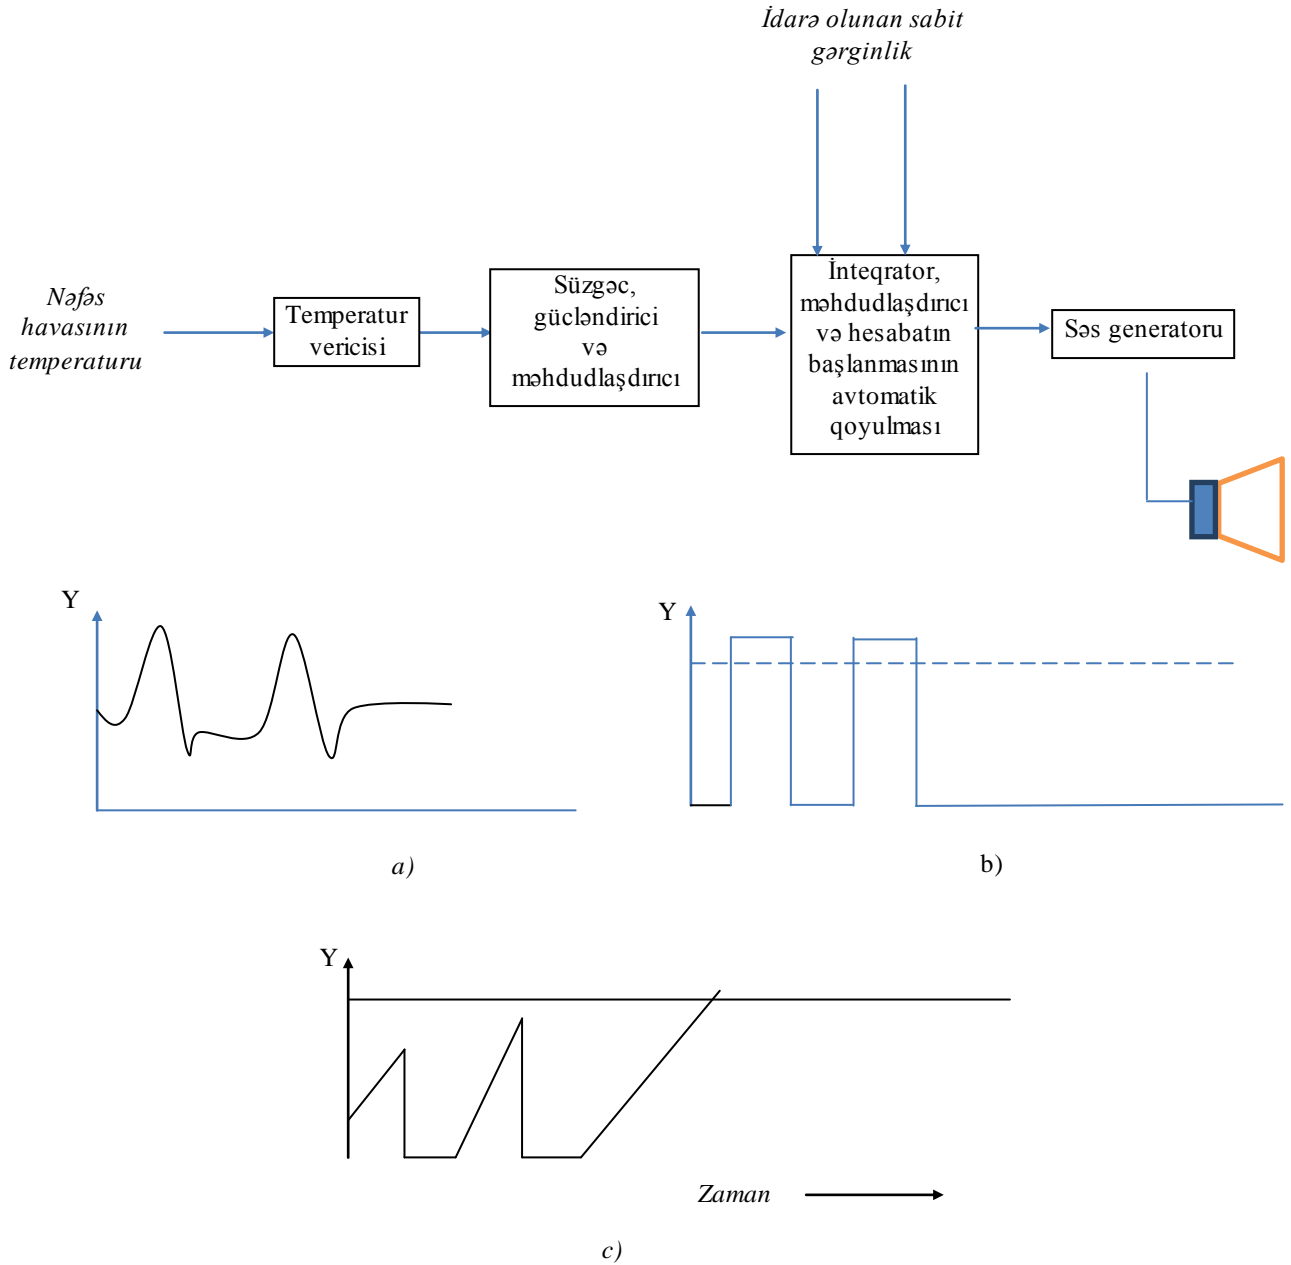 İdarə olunan sabit
gərginlik
Nəfəs
havasının
temperaturu
Temperatur
vericisi
Süzgəc,
gücləndirici
və
məhdudlaşdırıcı
İnteqrator,
məhdudlaşdırıcı
və hesabatın
başlanmasının
avtomatik
qoyulması
Səs generatoru
Y
Y
a)
b)
Y
Zaman
c)